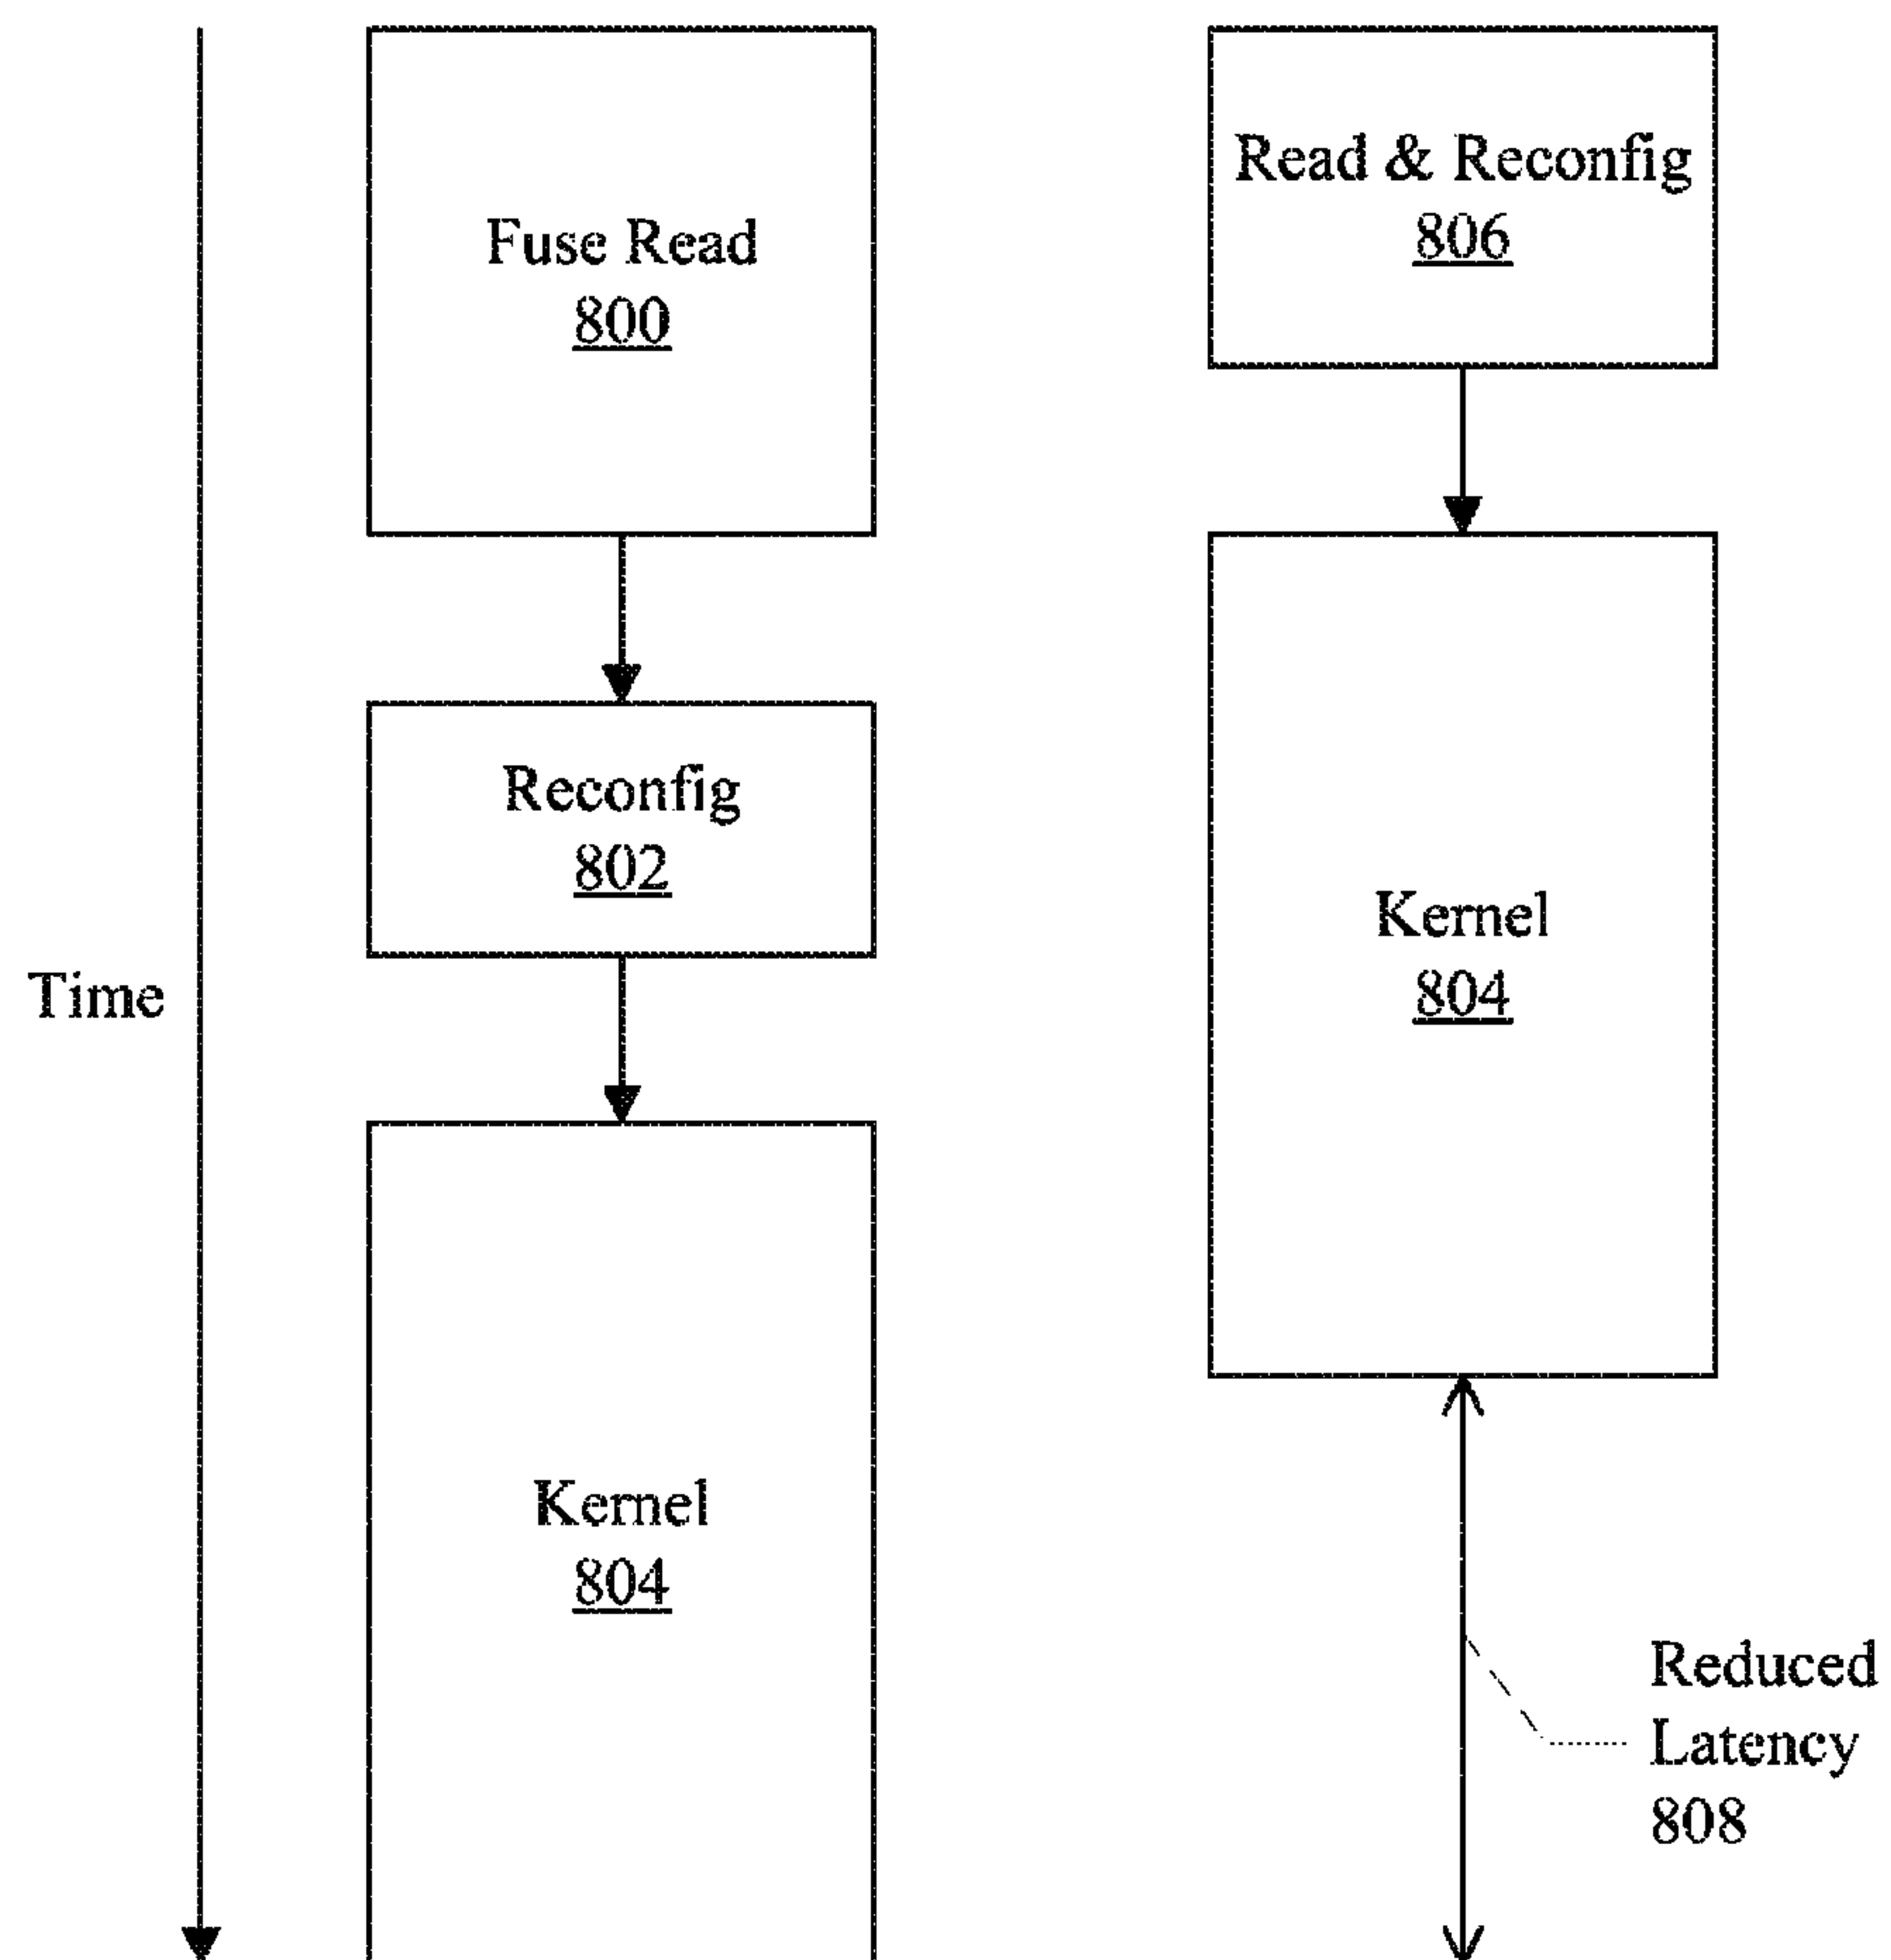 Time
Fuse Read
800
Reconfig
802
Kernel
804
Read & Reconfig
806
Kernel
804
Reduced
Latency
808